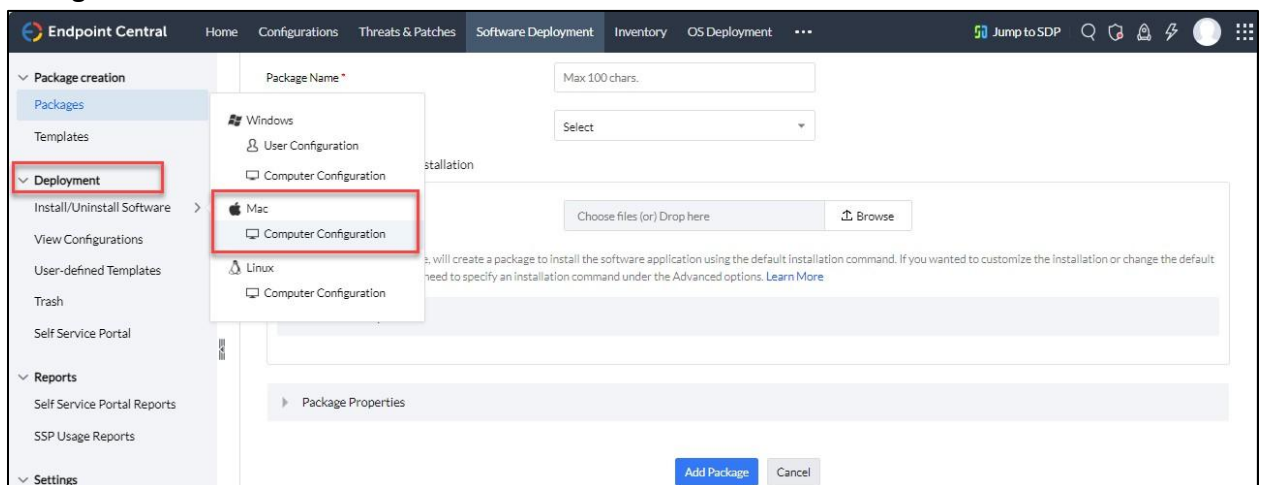 Endpoint Central Home Configurations Threats & Patches Software Deployment Inventory OS Deployment ••• Jump to SDP
Package creation
Packages
Templates
Deployment
Install/Uninstall Software
View Configurations
User-defined Templates
Trash
Self Service Portal
Reports
Self Service Portal Reports
SSP Usage Reports
Settings
Windows
User Configuration
Computer Configuration
Mac
Computer Configuration
Linux
Computer Configuration
Package Name *
Max 100 chars.
Select
stallation
Choose files (or) Drop here Browse
, will create a package to install the software application using the default installation command. If you wanted to customize the installation or change the default
need to specify an installation command under the Advanced options. Learn More
Package Properties
Add Package Cancel